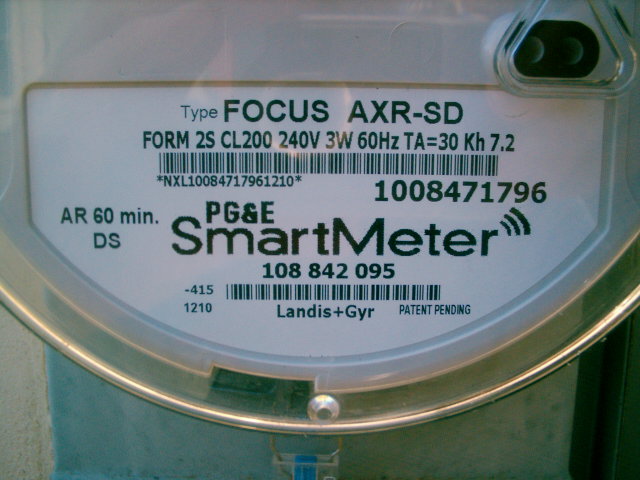 Type FOCUS AXR-SD
FORM 2S CL200 240V 3W 60Hz TA=30 Kh 7.2
*NXL10084717961210*
1008471796
AR 60 min.
DS
PG&E
SmartMeter
108 842 095
-415
1210
Landis+Gyr
PATENT PENDING